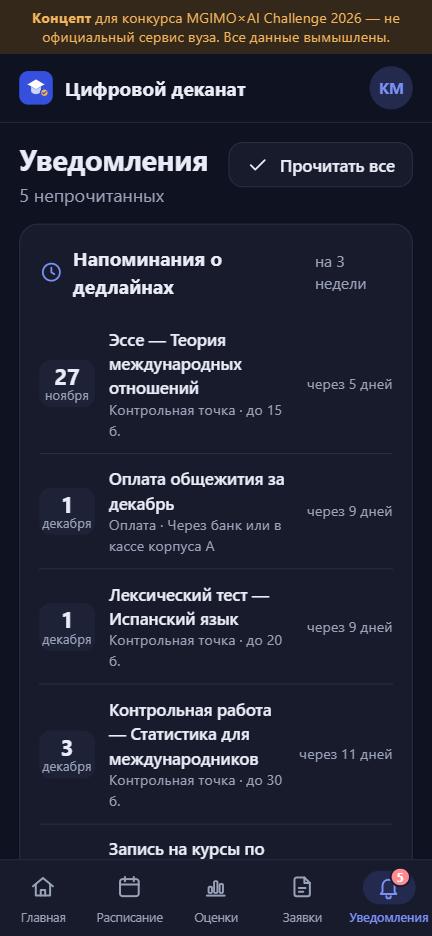 Концепт для конкурса MGIMO×AI Challenge 2026 — не
официальный сервис вуза. Все данные вымышлены.
Цифровой деканат
КМ
Уведомления
Прочитать все
5 непрочитанных
Напоминания о
дедлайнах
на 3
недели
27
ноября
Эссе — Теория
международных
отношений
Контрольная точка · до 15
б.
через 5 дней
1
декабря
Оплата общежития за
декабрь
Оплата · Через банк или в
кассе корпуса А
через 9 дней
1
декабря
Лексический тест —
Испанский язык
Контрольная точка · до 20
б.
через 9 дней
3
декабря
Контрольная работа
— Статистика для
международников
Контрольная точка · до 30
б.
через 11 дней
Запись на курсы по
5
Главная
Расписание
Оценки
Заявки
Уведомления